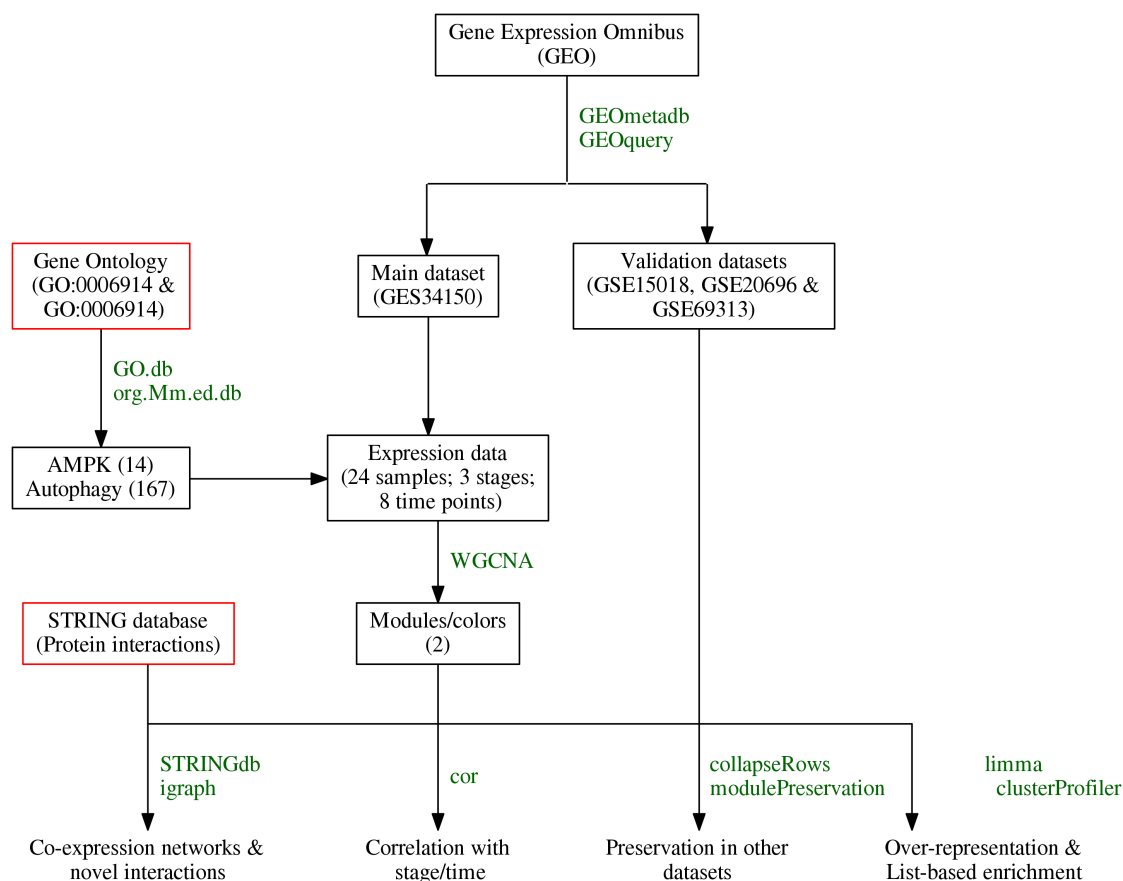 Gene Expression Omnibus
(GEO)
GEOmetadb
GEOquery
Gene Ontology
(GO:0006914 &
GO:0006914)
Main dataset
(GES34150)
Validation datasets
(GSE15018, GSE20696 &
GSE69313)
GO.db
org.Mm.ed.db
AMPK (14)
Autophagy (167)
Expression data
(24 samples; 3 stages;
8 time points)
WGCNA
STRING database
(Protein interactions)
Modules/colors
(2)
STRINGdb
igraph
cor
collapseRows
modulePreservation
limma
clusterProfiler
Co-expression networks &
novel interactions
Correlation with
stage/time
Preservation in other
datasets
Over-representation &
List-based enrichment